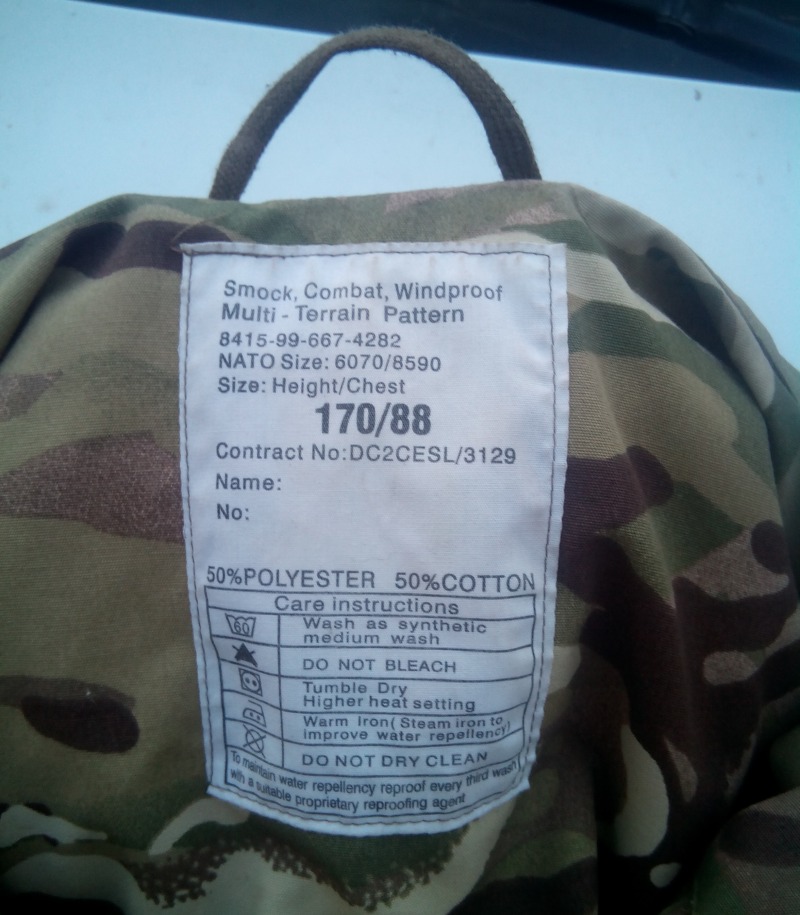 Smock, Combat, Windproof
Multi - Terrain Pattern
8415-99-667-4282
NATO Size: 6070/8590
Size: Height/Chest
170/88
Contract No:DC2CESL/3129
Name:
No:
50%POLYESTER 50%COTTON
Care instructions
60 Wash as synthetic
medium wash
DO NOT BLEACH
Tumble Dry
Higher heat setting
Warm Iron( Steam iron to
improve water repellency)
DO NOT DRY CLEAN
To maintain water repellency reproof every third wash
with a suitable proprietary reproofing agent